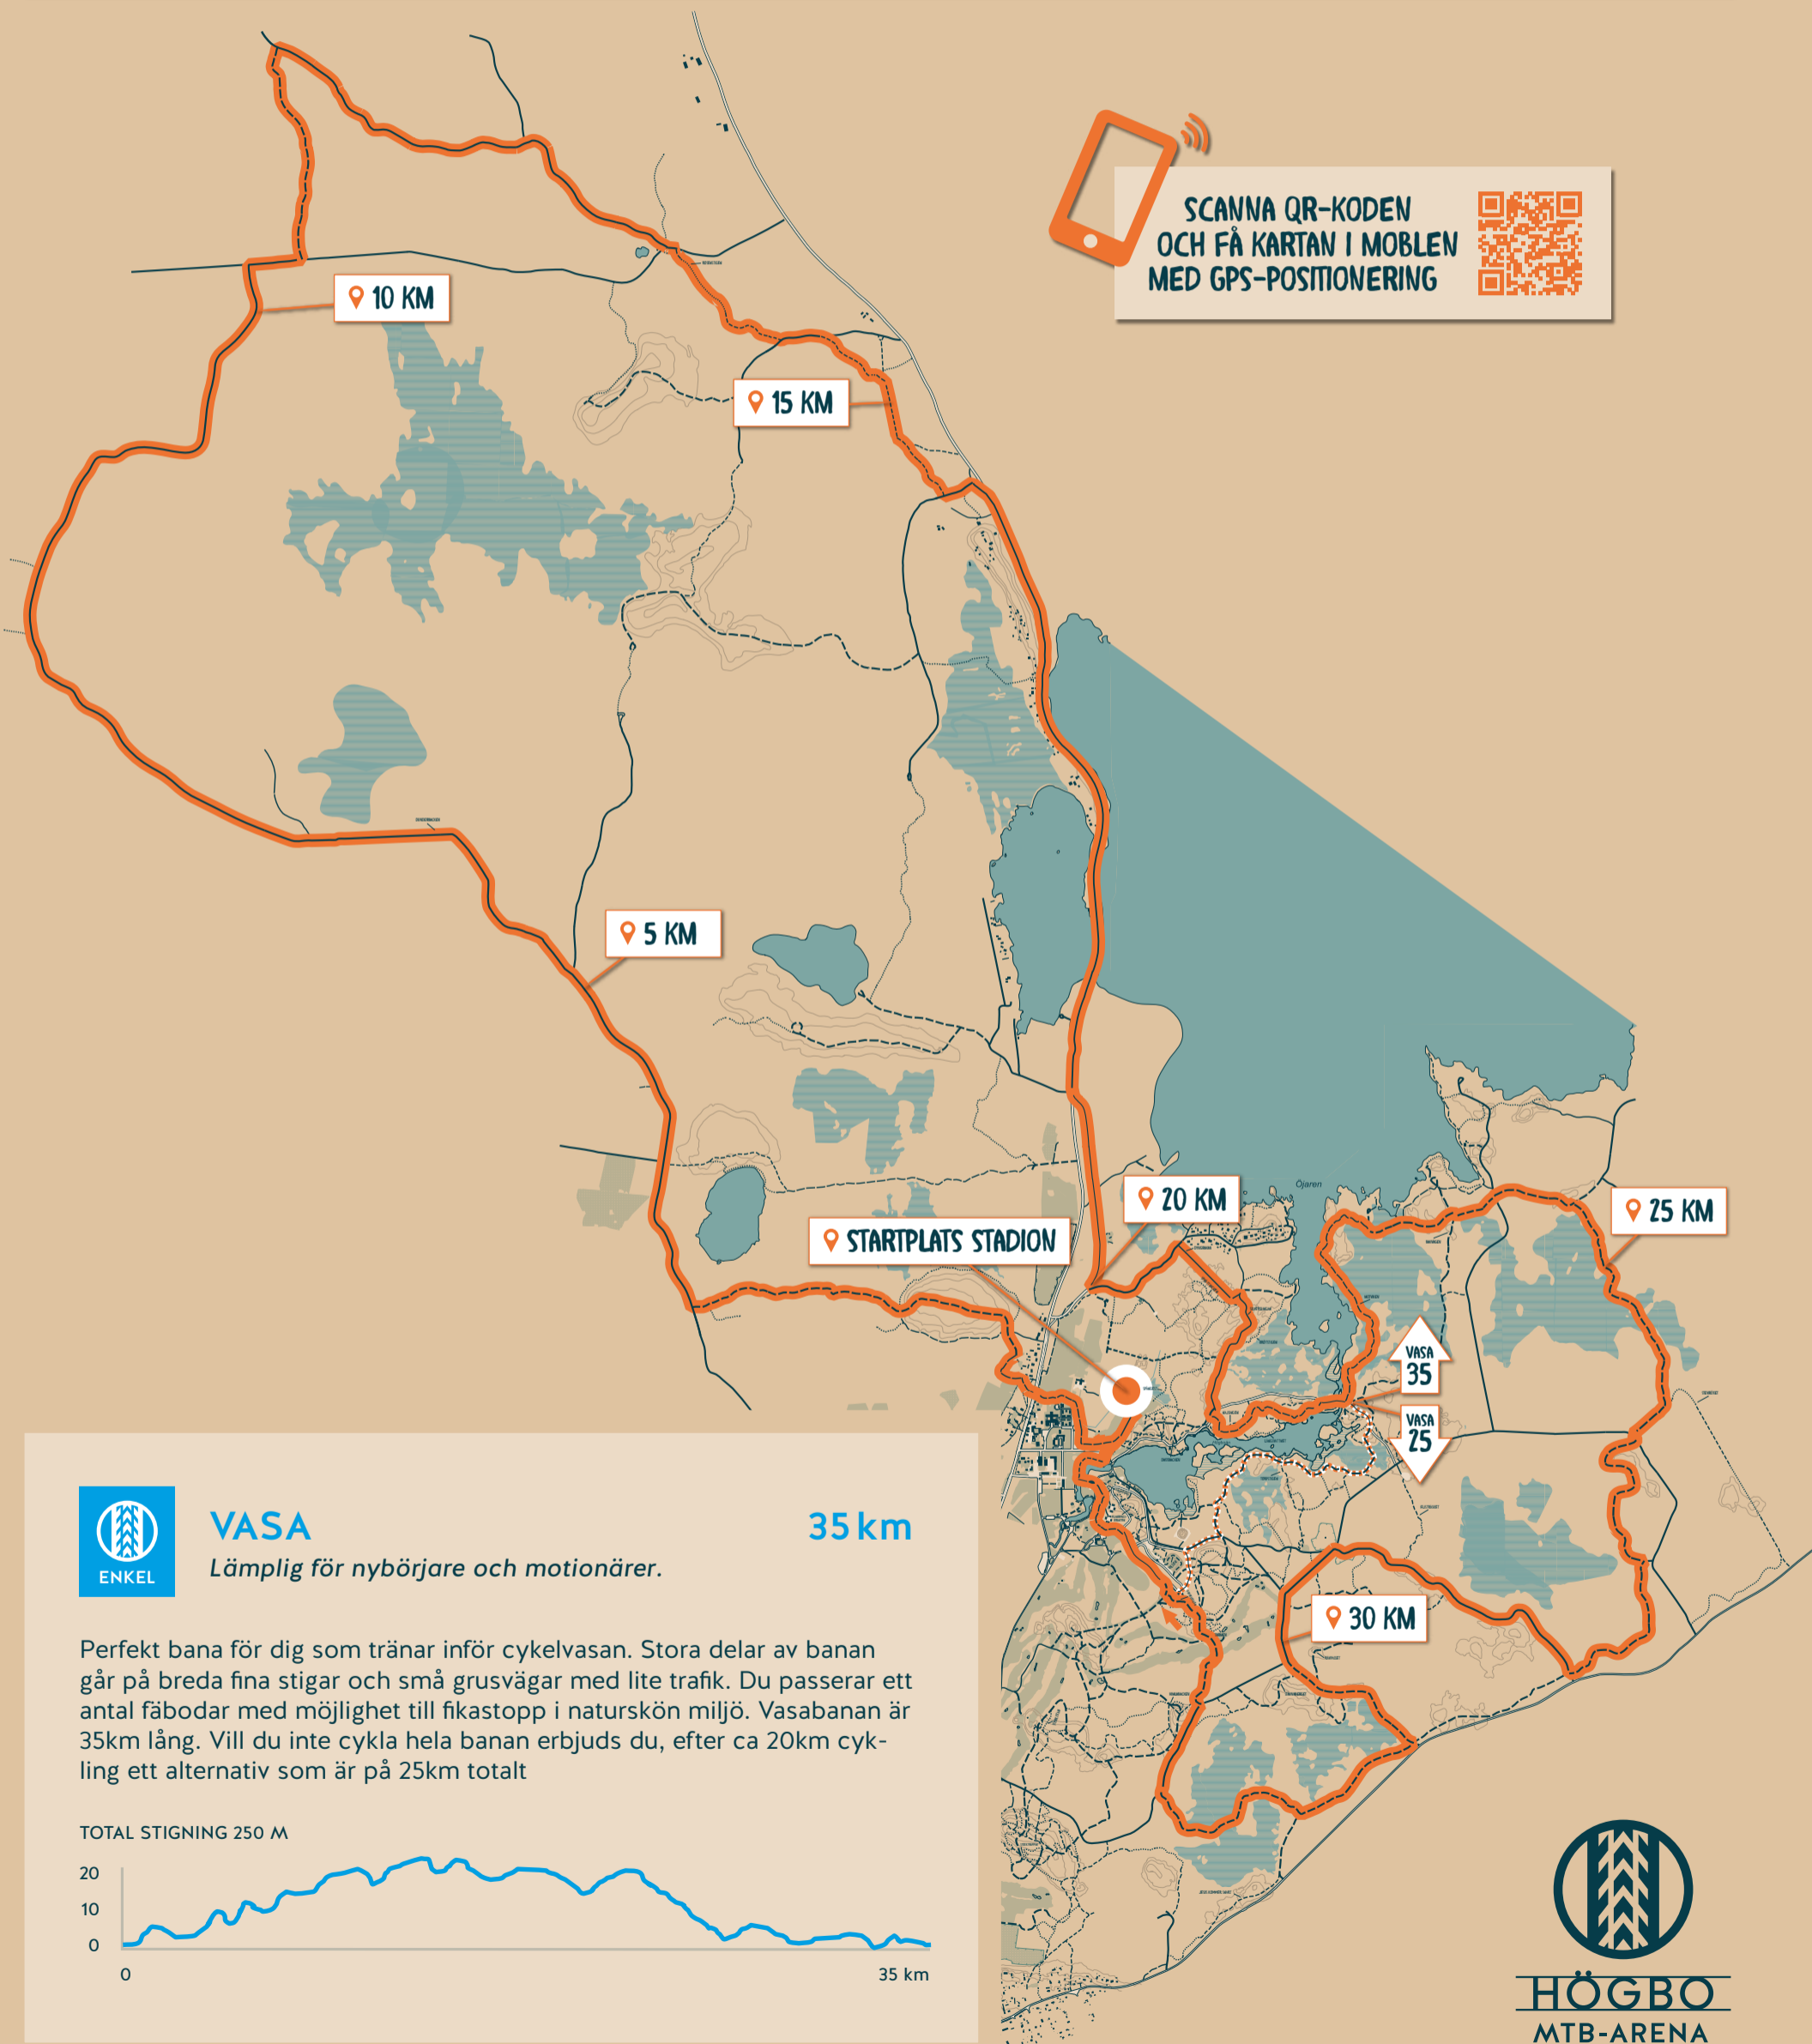 SCANNA QR-KODEN
OCH FÅ KARTAN I MOBLEN
MED GPS-POSITIONERING
10 KM
15 KM
5 KM
20 KM
Öjaren
25 KM
STARTPLATS STADION
VASA
35
VASA
25
30 KM
ENKEL
VASA
35 km
Lämplig för nybörjare och motionärer.
Perfekt bana för dig som tränar inför cykelvasan. Stora delar av banan
går på breda fina stigar och små grusvägar med lite trafik. Du passerar ett
antal fäbodar med möjlighet till fikastopp i naturskön miljö. Vasabanan är
35km lång. Vill du inte cykla hela banan erbjuds du, efter ca 20km cyk-
ling ett alternativ som är på 25km totalt
TOTAL STIGNING 250 M
20
10
0
0
35 km
HÖGBO
MTB-ARENA